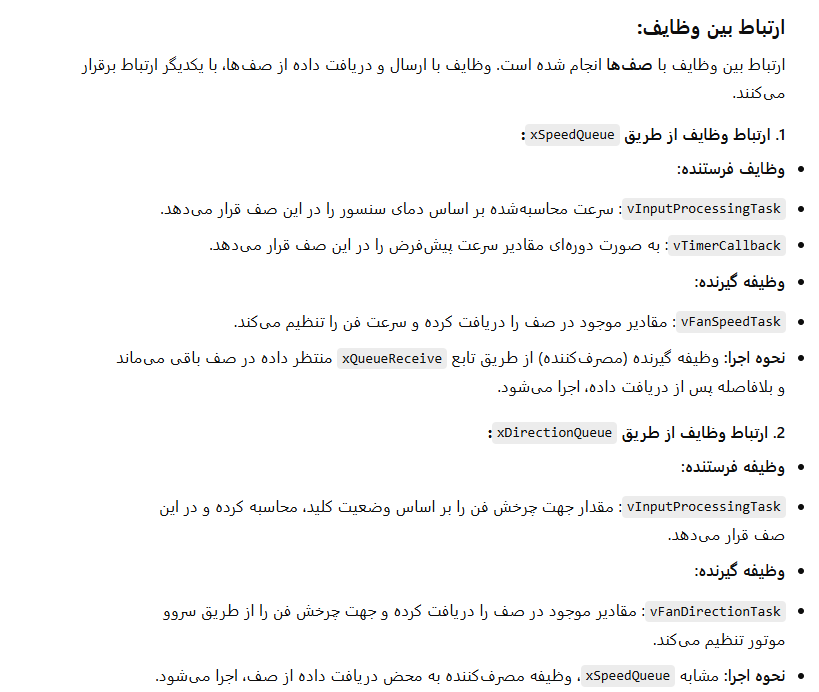 ارتباط بین وظایف:
ارتباط بین وظایف با صف‌ها انجام شده است. وظایف با ارسال و دریافت داده از صف‌ها، با یکدیگر ارتباط برقرار
می‌کنند.
1. ارتباط وظایف از طریق xSpeedQueue:
• وظایف فرستنده:
• vInputProcessingTask: سرعت محاسبه‌شده بر اساس دمای سنسور را در این صف قرار می‌دهد.
• vTimerCallback: به صورت دوره‌ای مقادیر سرعت پیش‌فرض را در این صف قرار می‌دهد.
• وظیفه گیرنده:
• vFanSpeedTask: مقادیر موجود در صف را دریافت کرده و سرعت فن را تنظیم می‌کند.
• نحوه اجرا: وظیفه گیرنده (مصرف‌کننده) از طریق تابع xQueueReceive منتظر داده در صف باقی می‌ماند
و بلافاصله پس از دریافت داده، اجرا می‌شود.
2. ارتباط وظایف از طریق xDirectionQueue:
• وظیفه فرستنده:
• vInputProcessingTask: مقدار جهت چرخش فن را بر اساس وضعیت کلید، محاسبه کرده و در این
صف قرار می‌دهد.
• وظیفه گیرنده:
• vFanDirectionTask: مقادیر موجود در صف را دریافت کرده و جهت چرخش فن را از طریق سروو
موتور تنظیم می‌کند.
• نحوه اجرا: مشابه xSpeedQueue، وظیفه مصرف‌کننده به محض دریافت داده از صف، اجرا می‌شود.